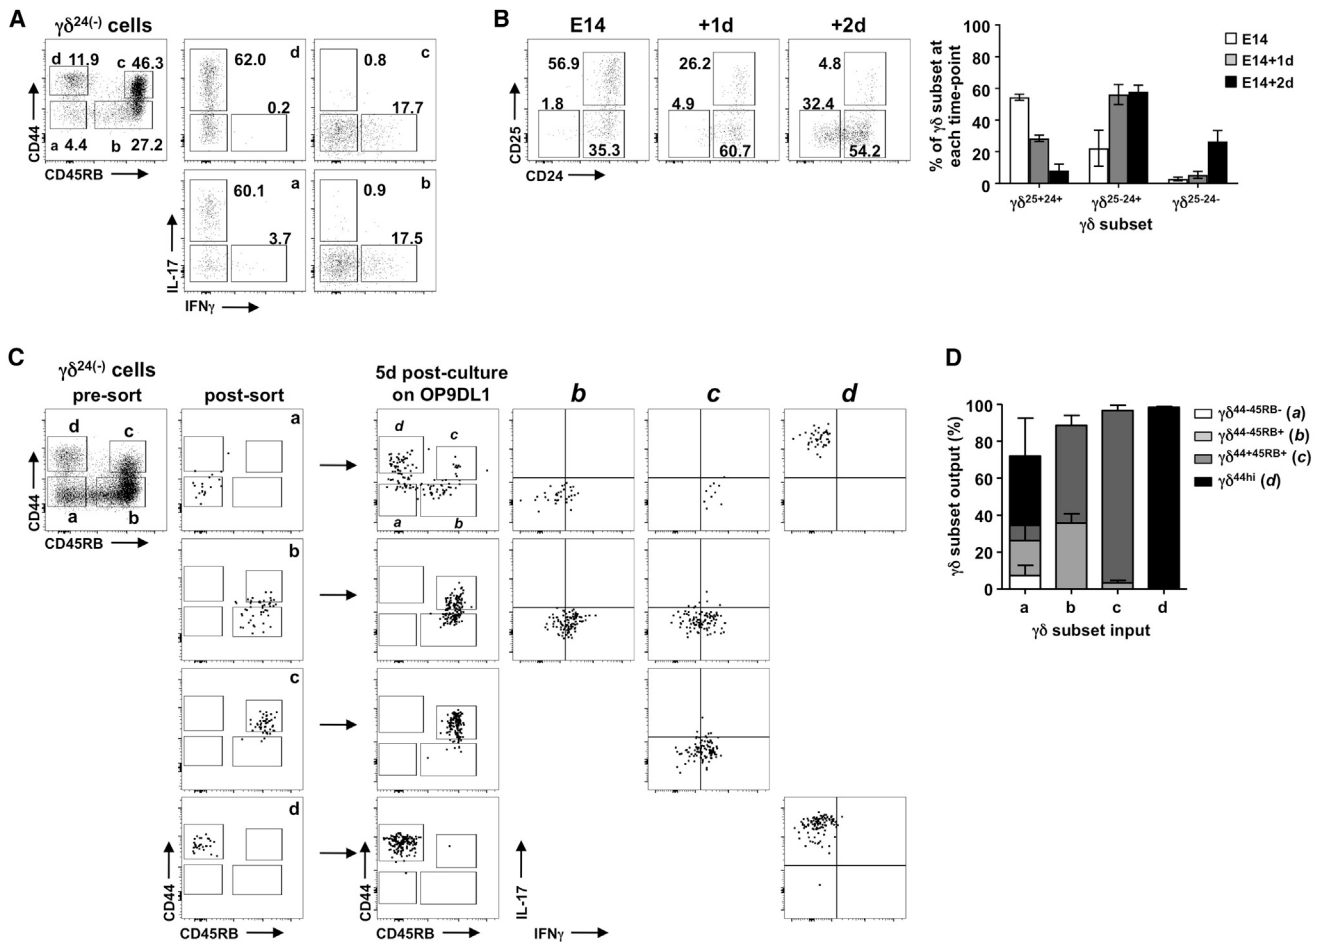 A
γδ24(-) cells
d 11.9 c 46.3
a 4.4 b 27.2
CD44
CD45RB
d
62.0
0.2
c
0.8
17.7
a
60.1
3.7
b
0.9
17.5
IL-17
IFNγ
B
E14 +1d +2d
56.9
1.8
35.3
26.2
4.9
60.7
4.8
32.4
54.2
CD25
CD24
% of γδ subset at
each time-point
100
80
60
40
20
0
E14
E14+1d
E14+2d
γδ25+24+ γδ25-24+ γδ25-24-
γδ subset
C
γδ24(-) cells
pre-sort post-sort
5d post-culture
on OP9DL1
b c d
d c
a b
CD44
CD45RB
a
d c
a b
b
c
d
CD44
CD45RB
CD44
CD45RB
IL-17
IFNγ
D
γδ subset output (%)
100
80
60
40
20
0
a b c d
γδ subset input
γδ44-45RB- (a)
γδ44-45RB+ (b)
γδ44+45RB+ (c)
γδ44hi (d)